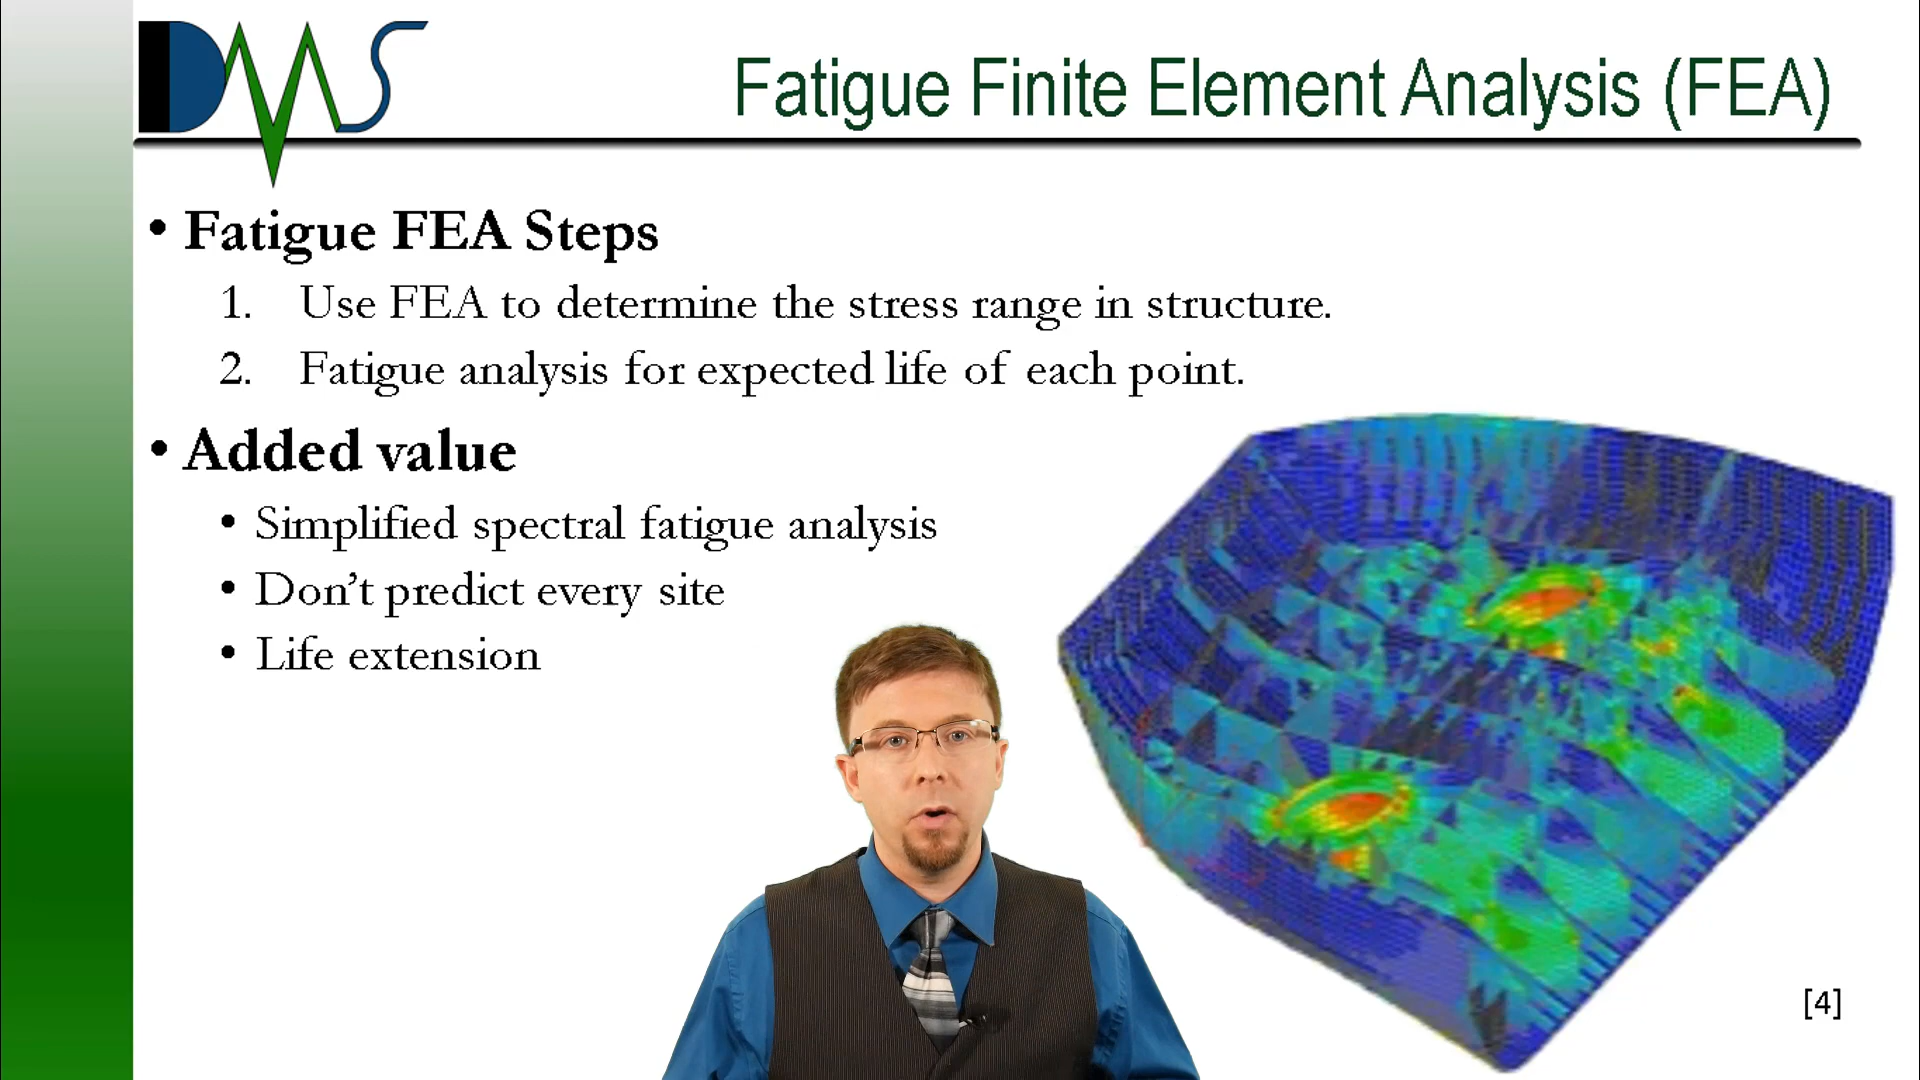 DMS
Fatigue Finite Element Analysis (FEA)
• Fatigue FEA Steps
1. Use FEA to determine the stress range in structure.
2. Fatigue analysis for expected life of each point.
• Added value
• Simplified spectral fatigue analysis
• Don’t predict every site
• Life extension
[4]